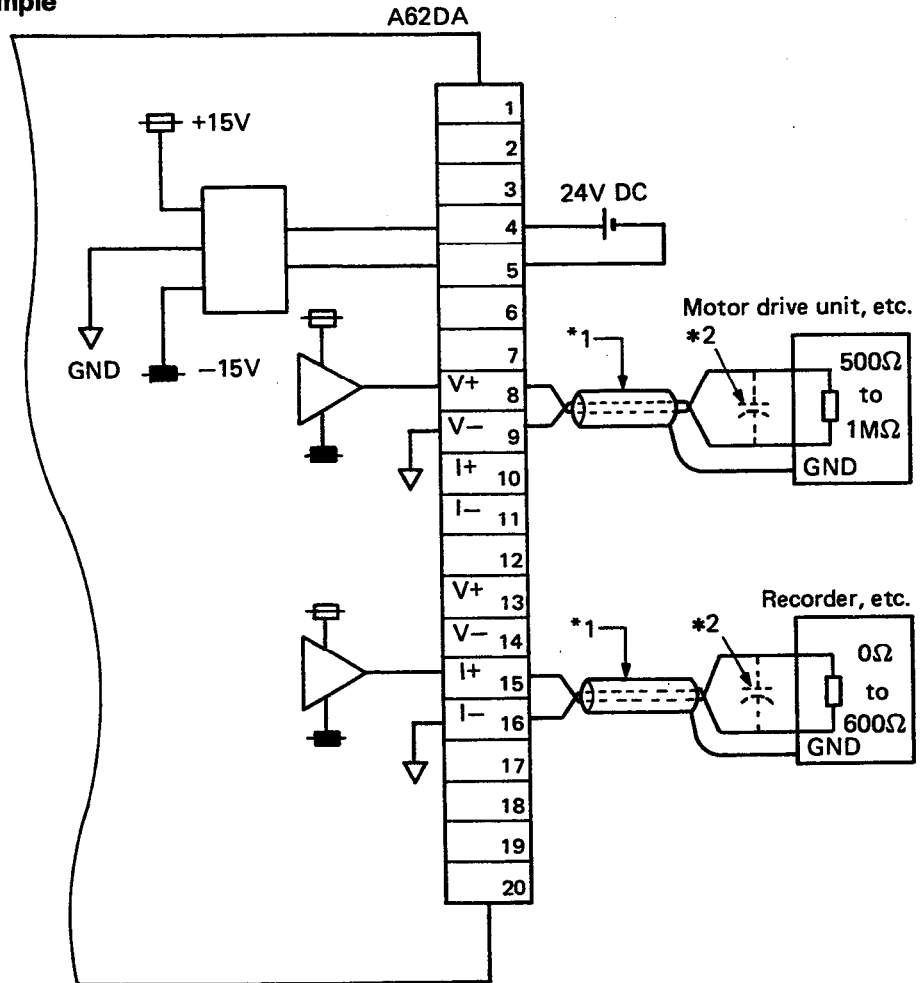 mple
A62DA
1
+15V
2
3
24V DC
4
5
6
Motor drive unit, etc.
7
GND
-15V
*1
*2
500Ω
V+ 8
to
V- 9
1MΩ
I+ 10
GND
I- 11
12
V+ 13
Recorder, etc.
V- 14
*1
*2
0Ω
I+ 15
to
I- 16
600Ω
GND
17
18
19
20